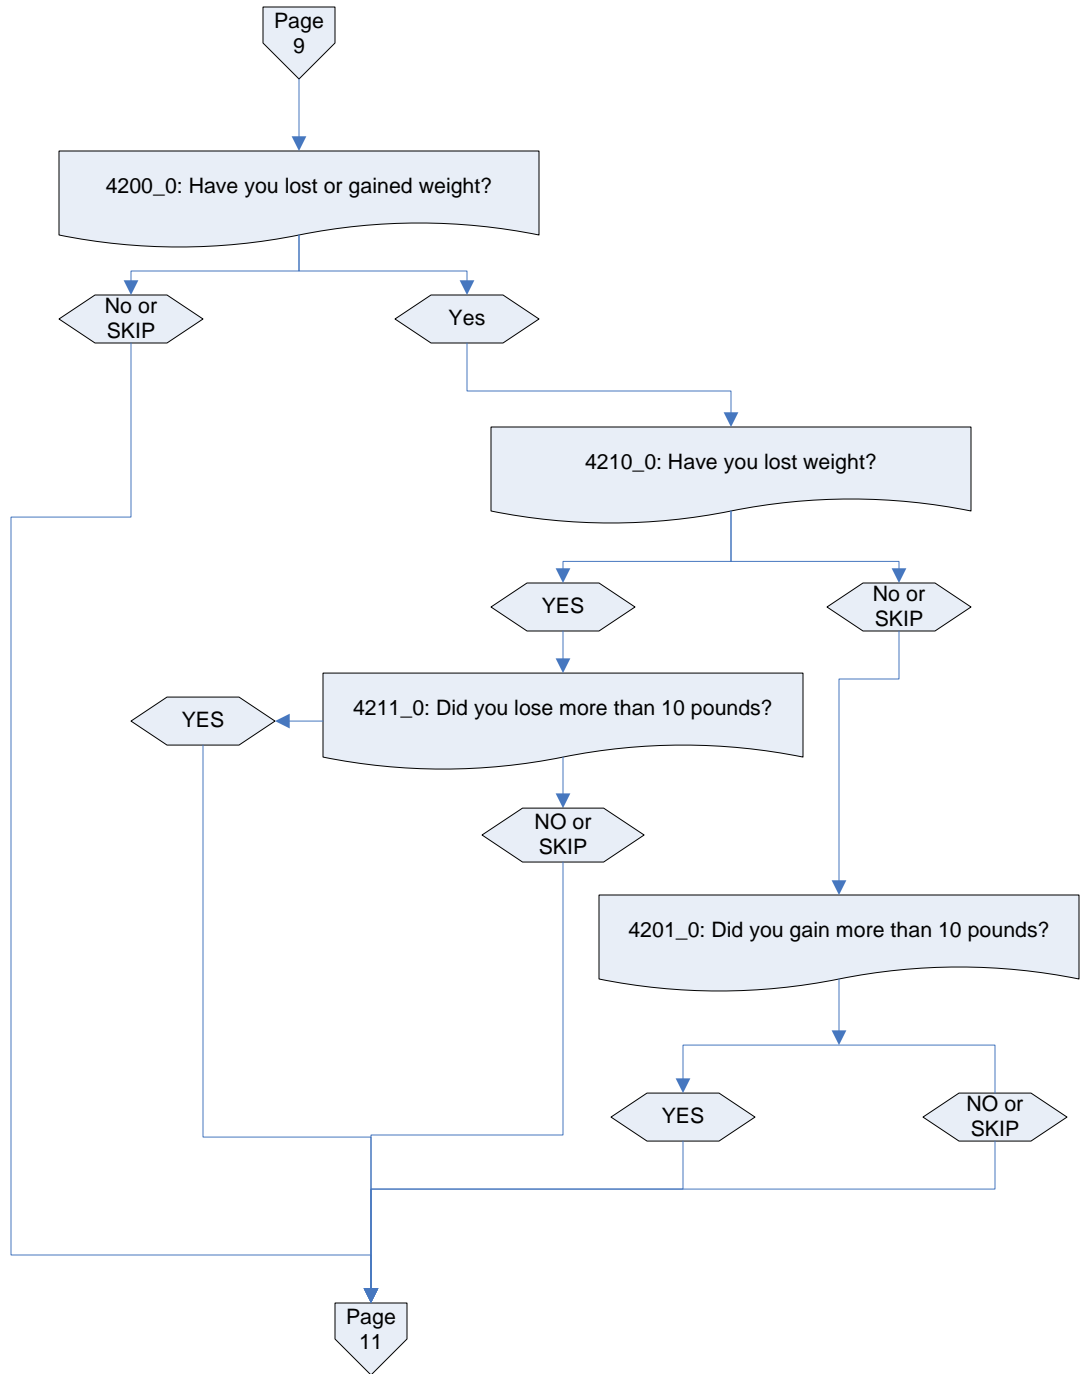 Page
9
4200_0: Have you lost or gained weight?
No or
SKIP
Yes
4210_0: Have you lost weight?
YES
No or
SKIP
4211_0: Did you lose more than 10 pounds?
YES
NO or
SKIP
4201_0: Did you gain more than 10 pounds?
YES
NO or
SKIP
Page
11